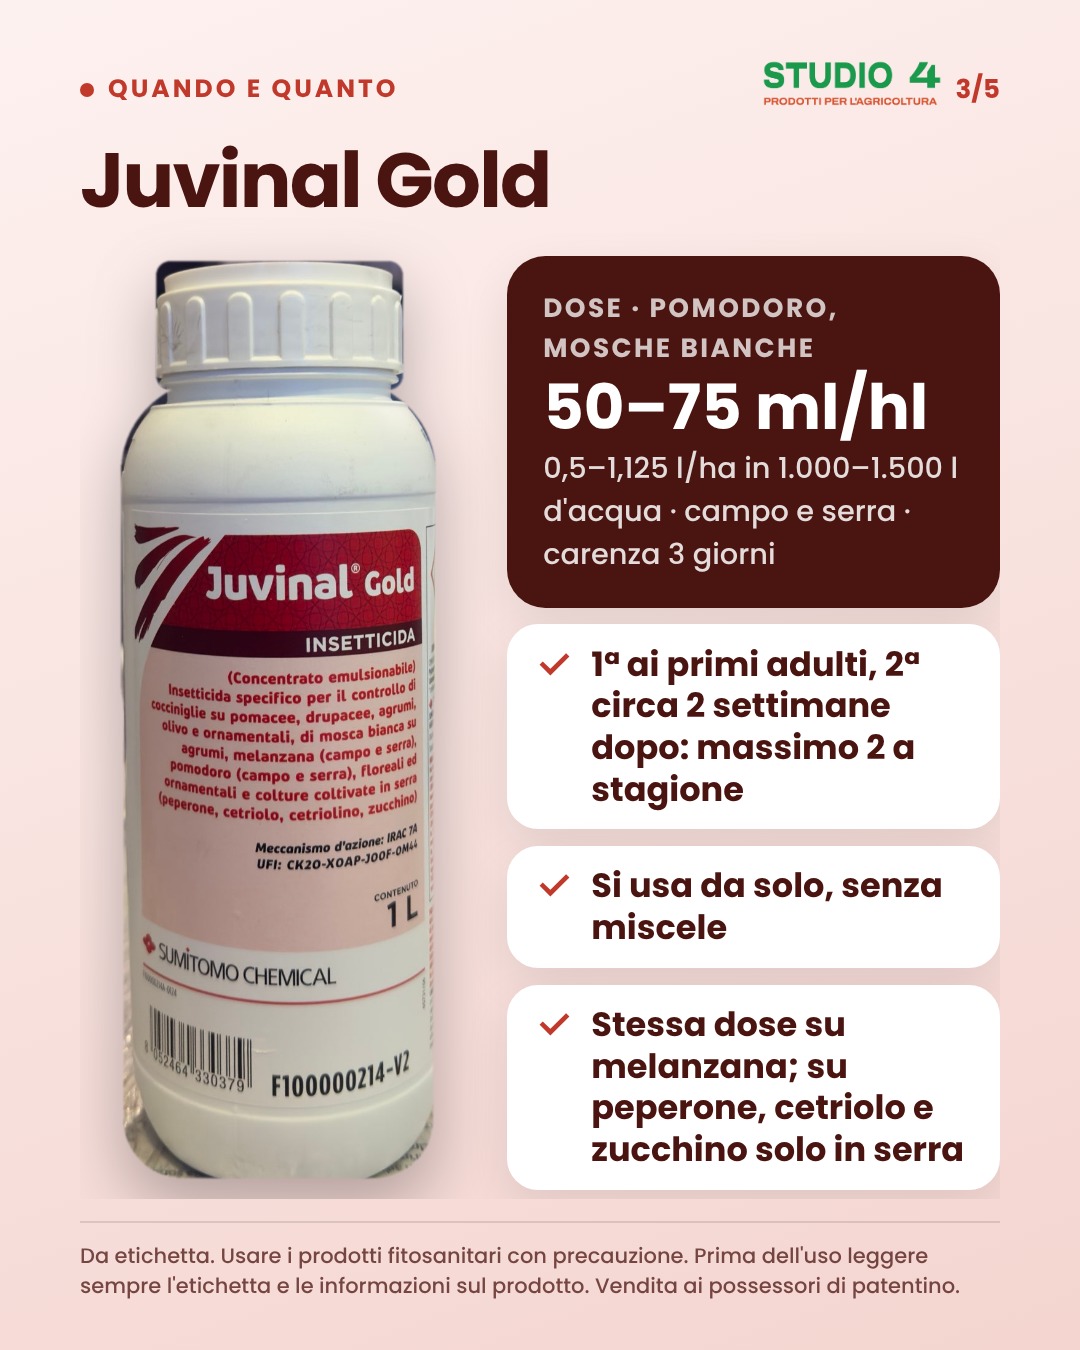 QUANDO E QUANTO
STUDIO 4
PRODOTTI PER L'AGRICOLTURA
3/5
Juvinal Gold
Juvinal® Gold
INSETTICIDA
(Concentrato emulsionabile)
Insetticida specifico per il controllo di
cocciniglie su pomacee, drupacee, agrumi,
olivo e ornamentali, di mosca bianca su
agrumi, melanzana (campo e serra),
pomodoro (campo e serra), floreali ed
ornamentali e colture coltivate in serra
(peperone, cetriolo, cetriolino, zucchino)
Meccanismo d'azione: IRAC 7A
UFI: CK20-X0AP-J00F-0M44
CONTENUTO
1 L
SUMITOMO CHEMICAL
8 052464 330379
F100000214-V2
DOSE · POMODORO,
MOSCHE BIANCHE
50–75 ml/hl
0,5–1,125 l/ha in 1.000–1.500 l
d'acqua · campo e serra ·
carenza 3 giorni
1ª ai primi adulti, 2ª
circa 2 settimane
dopo: massimo 2 a
stagione
Si usa da solo, senza
miscele
Stessa dose su
melanzana; su
peperone, cetriolo e
zucchino solo in serra
Da etichetta. Usare i prodotti fitosanitari con precauzione. Prima dell'uso leggere
sempre l'etichetta e le informazioni sul prodotto. Vendita ai possessori di patentino.